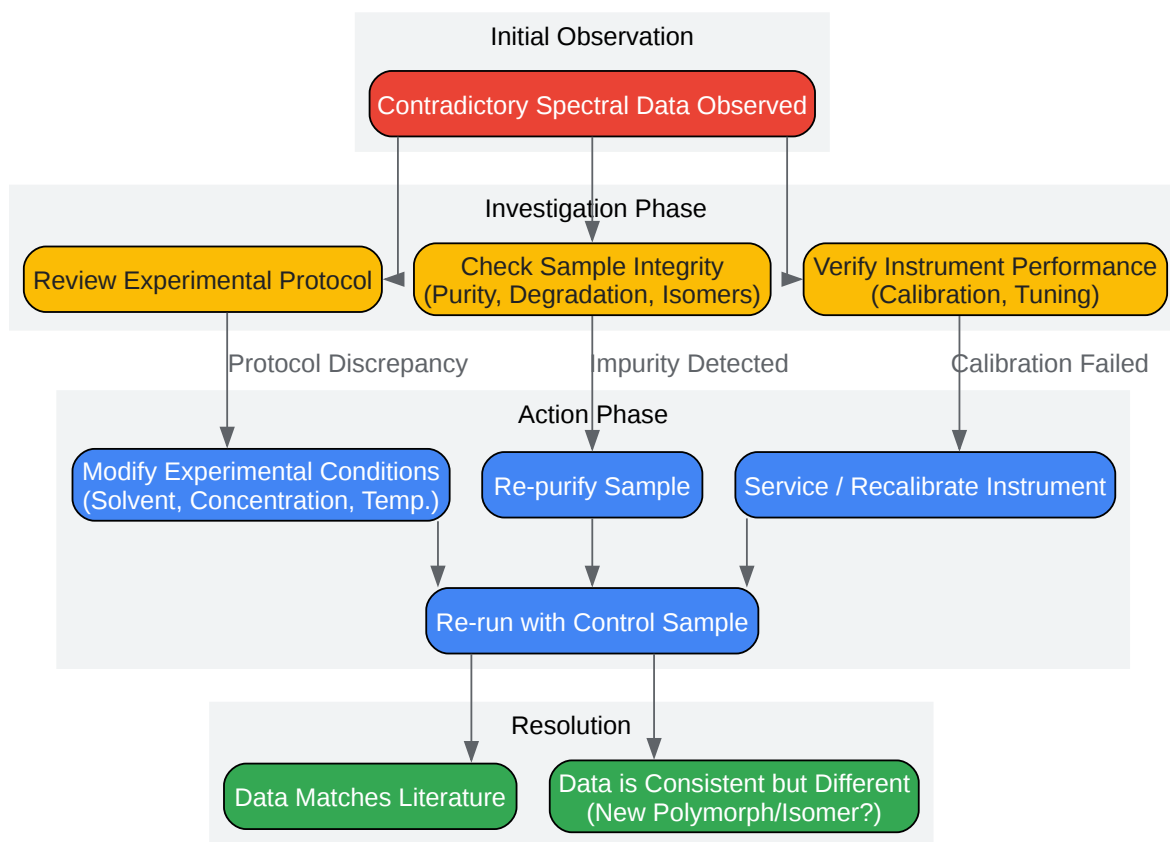 Initial Observation
Contradictory Spectral Data Observed
Investigation Phase
Review Experimental Protocol
Check Sample Integrity
(Purity, Degradation, Isomers)
Verify Instrument Performance
(Calibration, Tuning)
Protocol Discrepancy
Impurity Detected
Calibration Failed
Action Phase
Modify Experimental Conditions
(Solvent, Concentration, Temp.)
Re-purify Sample
Service / Recalibrate Instrument
Re-run with Control Sample
Resolution
Data Matches Literature
Data is Consistent but Different
(New Polymorph/Isomer?)